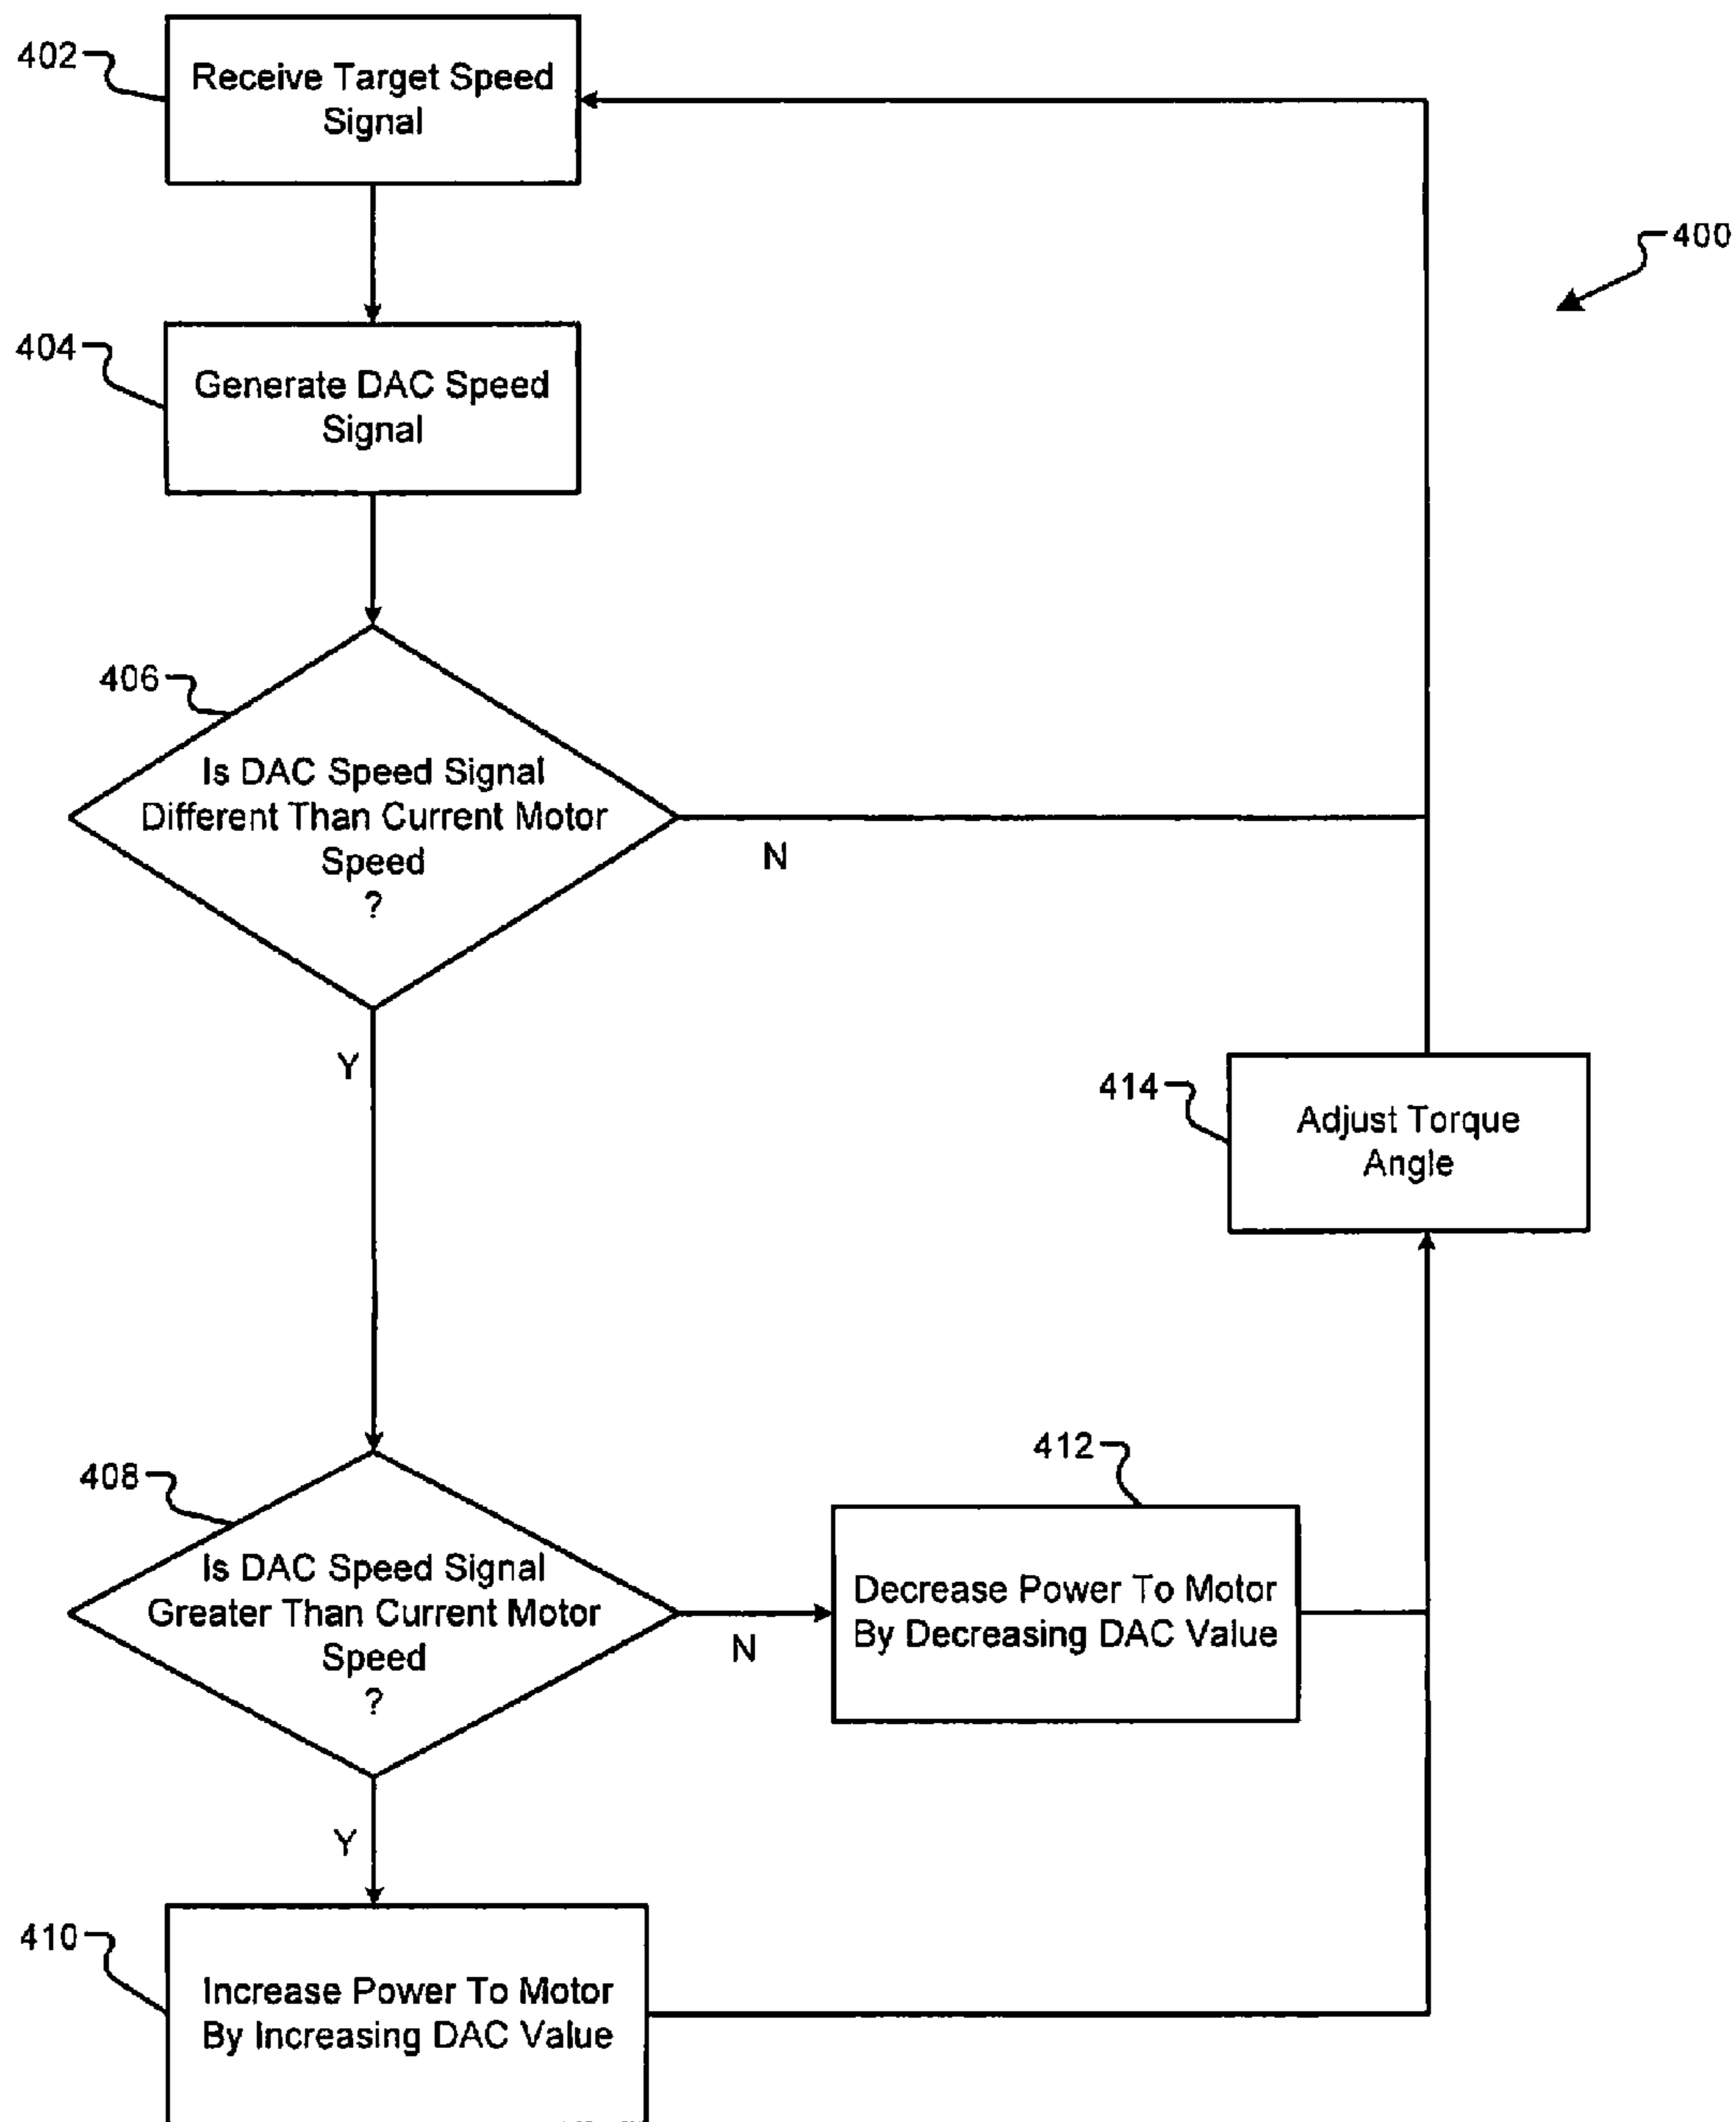 402
Receive Target Speed
Signal
400
404
Generate DAC Speed
Signal
406
Is DAC Speed Signal
Different Than Current Motor
Speed
?
N
Y
414
Adjust Torque
Angle
408
Is DAC Speed Signal
Greater Than Current Motor
Speed
?
N
412
Decrease Power To Motor
By Decreasing DAC Value
Y
410
Increase Power To Motor
By Increasing DAC Value